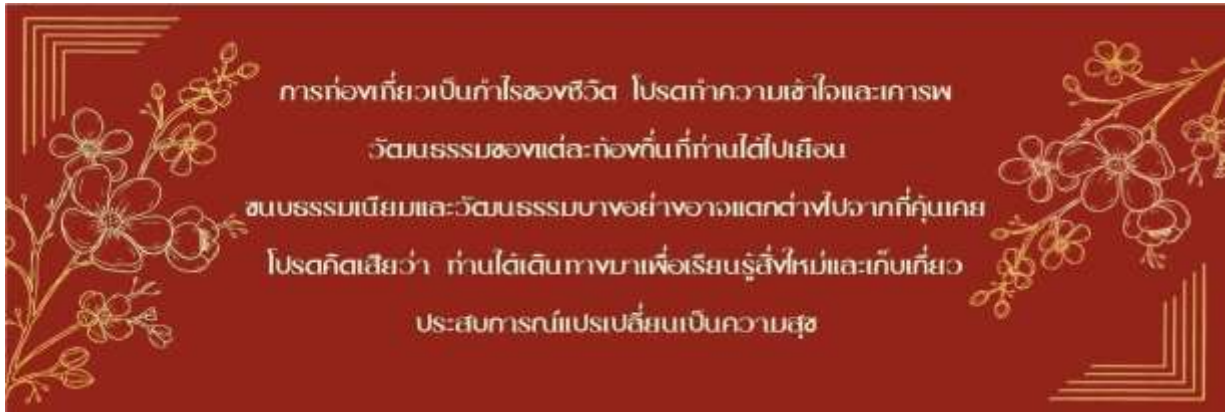 การท่องเที่ยวเป็นกำไรของชีวิต โปรดทำความเข้าใจและเคารพ
วัฒนธรรมของแต่ละท้องถิ่นที่ท่านได้ไปเยือน
ขนบธรรมเนียมและวัฒนธรรมบางอย่างอาจแตกต่างไปจากที่คุ้นเคย
โปรดคิดเสียว่า ท่านได้เดินทางมาเพื่อเรียนรู้สิ่งใหม่และเก็บเกี่ยว
ประสบการณ์แปรเปลี่ยนเป็นความสุข